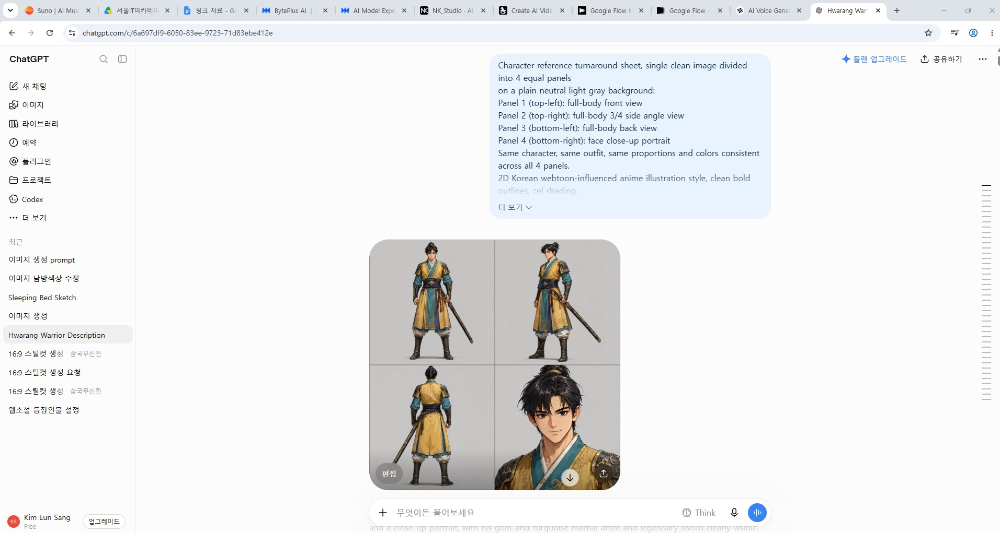 Suno | AI Mus
서울IT아카데미
링크 자료 - Go
BytePlus AI |
AI Model Expe
NK_Studio · AI
Create AI Vide
Google Flow M
Google Flow -
AI Voice Gene
Hwarang Warr
chatgpt.com/c/6a697df9-6050-83ee-9723-71d83ebe412e
ChatGPT
플랜 업그레이드
공유하기
새 채팅
이미지
라이브러리
예약
플러그인
프로젝트
Codex
더 보기
최근
이미지 생성 prompt
이미지 남방색상 수정
Sleeping Bed Sketch
이미지 생성
Hwarang Warrior Description
16:9 스틸컷 생성 삼국무신전
16:9 스틸컷 생성 요청
16:9 스틸컷 생성 삼국무신전
웹소설 등장인물 설정
KS
Kim Eun Sang
Free
업그레이드
Character reference turnaround sheet, single clean image divided
into 4 equal panels
on a plain neutral light gray background:
Panel 1 (top-left): full-body front view
Panel 2 (top-right): full-body 3/4 side angle view
Panel 3 (bottom-left): full-body back view
Panel 4 (bottom-right): face close-up portrait
Same character, same outfit, same proportions and colors consistent
across all 4 panels.
2D Korean webtoon-influenced anime illustration style, clean bold
outlines, cel shading,
더 보기
편집
무엇이든 물어보세요
Think
and a close-up portrait, with his gold-and-turquoise martial attire and legendary sword clearly visible.